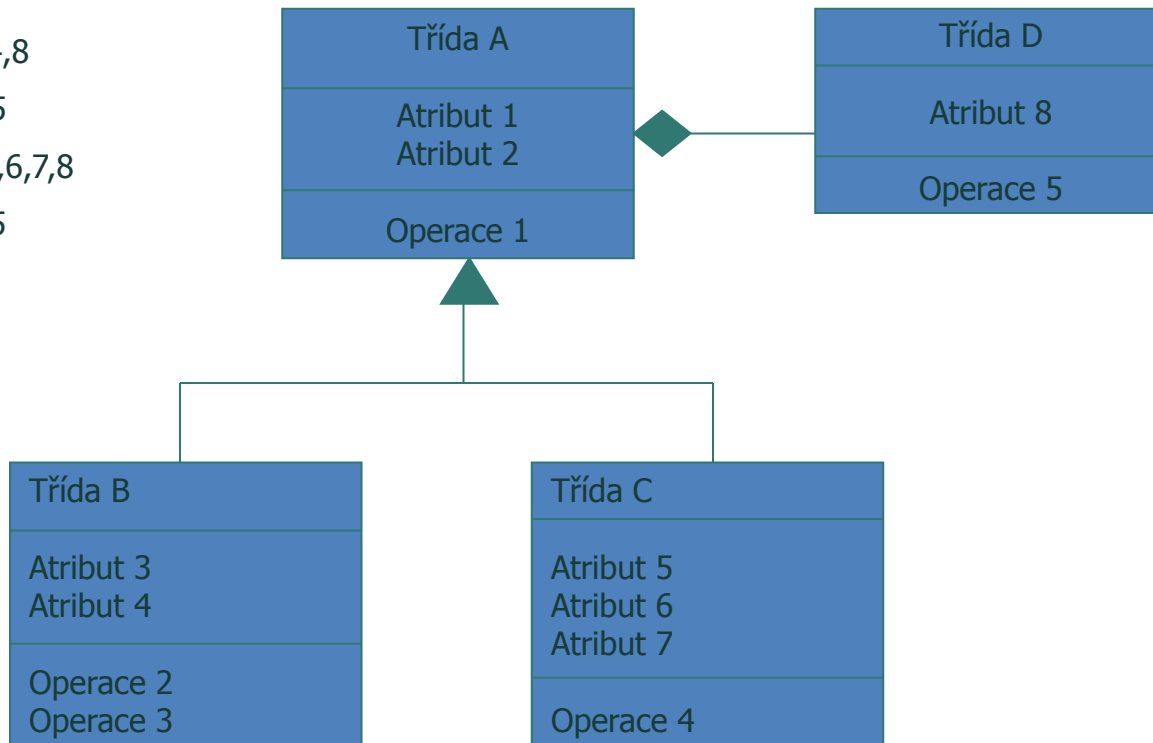 ,8
5
,6,7,8
5
Třída A
Atribut 1
Atribut 2
Operace 1
Třída D
Atribut 8
Operace 5
Třída B
Atribut 3
Atribut 4
Operace 2
Operace 3
Třída C
Atribut 5
Atribut 6
Atribut 7
Operace 4